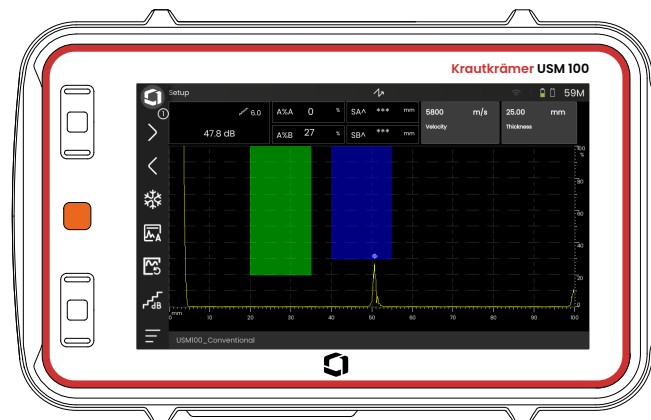 Krautkrämer USM 100
Setup
59M
1
6.0
47.8 dB
A%A 0 %
A%B 27 %
SA^ *** mm
SB^ *** mm
5800 m/s
Velocity
25.00 mm
Thickness
A
dB
100
%
80
60
40
20
0
0 mm 10 20 30 40 50 60 70 80 90 100
USM100_Conventional